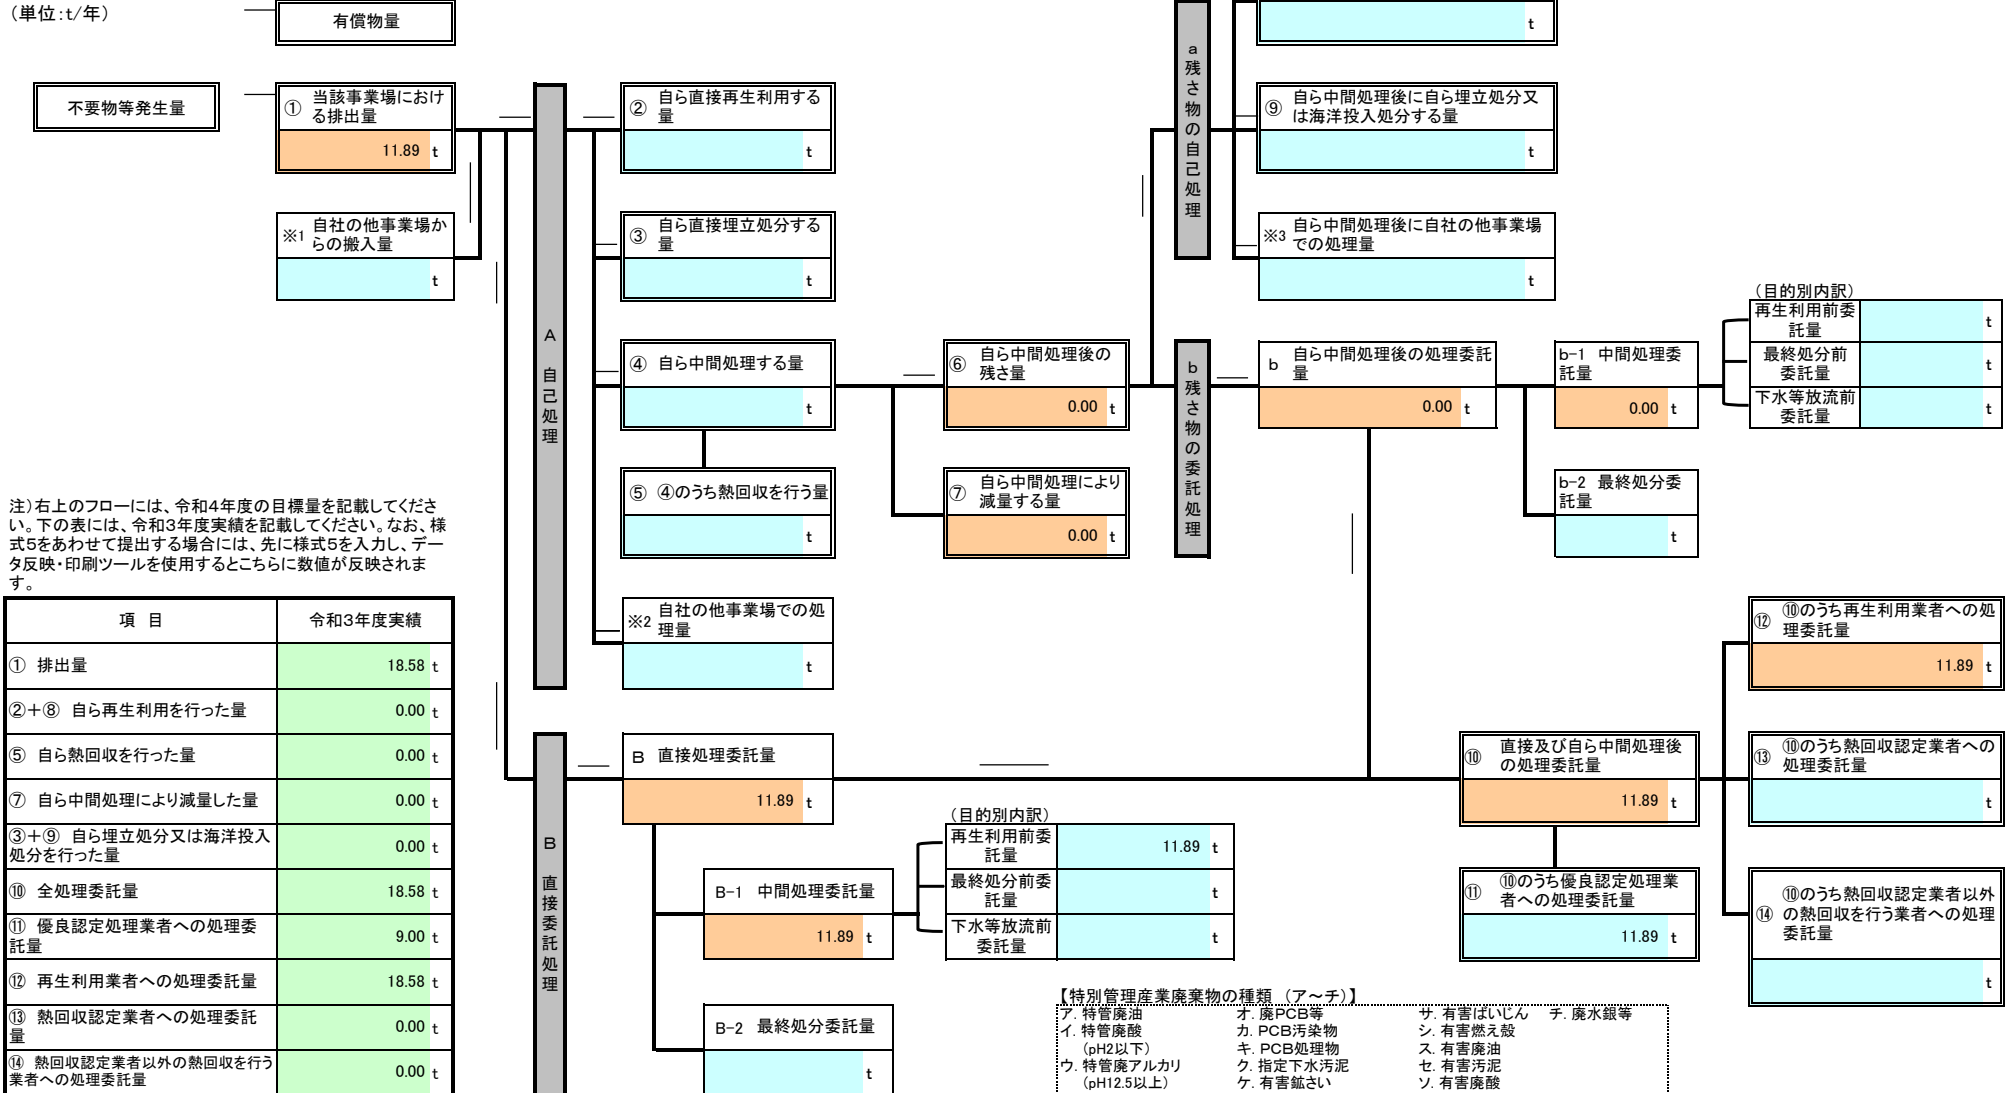 （単位：t/年）
有償物量
t
不要物等発生量
① 当該事業場におけ
る排出量
11.89 t
※1 自社の他事業場か
らの搬入量
t
A 自己処理
② 自ら直接再生利用する
量
t
③ 自ら直接埋立処分する
量
t
④ 自ら中間処理する量
t
⑤ ④のうち熱回収を行う量
t
※2 自社の他事業場での処
理量
t
⑥ 自ら中間処理後の
残さ量
0.00 t
⑦ 自ら中間処理により
減量する量
0.00 t
a残さ物の自己処理
⑨ 自ら中間処理後に自ら埋立処分又
は海洋投入処分する量
t
※3 自ら中間処理後に自社の他事業場
での処理量
t
b残さ物の委託処理
b 自ら中間処理後の処理委託
量
0.00 t
b-1 中間処理委
託量
0.00 t
b-2 最終処分委
託量
t
（目的別内訳）
再生利用前委
託量
t
最終処分前
委託量
t
下水等放流前
委託量
t
注）右上のフローには、令和4年度の目標量を記載してくださ
い。下の表には、令和3年度実績を記載してください。なお、様
式5をあわせて提出する場合には、先に様式5を入力し、デー
タ反映・印刷ツールを使用するとこちらに数値が反映されま
す。
項 目 令和3年度実績
① 排出量 18.58 t
②＋⑧ 自ら再生利用を行った量 0.00 t
⑤ 自ら熱回収を行った量 0.00 t
⑦ 自ら中間処理により減量した量 0.00 t
③＋⑨ 自ら埋立処分又は海洋投入
処分を行った量 0.00 t
⑩ 全処理委託量 18.58 t
⑪ 優良認定処理業者への処理委
託量 9.00 t
⑫ 再生利用業者への処理委託量 18.58 t
⑬ 熱回収認定業者への処理委託
量 0.00 t
⑭ 熱回収認定業者以外の熱回収を行う
業者への処理委託量 0.00 t
B 直接委託処理
B 直接処理委託量
11.89 t
B-1 中間処理委託量
11.89 t
B-2 最終処分委託量
t
（目的別内訳）
再生利用前委
託量
11.89 t
最終処分前委
託量
t
下水等放流前
委託量
t
⑩ 直接及び自ら中間処理後
の処理委託量
11.89 t
⑪ ⑩のうち優良認定処理業
者への処理委託量
11.89 t
⑫ ⑩のうち再生利用業者への処
理委託量
11.89 t
⑬ ⑩のうち熱回収認定業者への
処理委託量
t
⑭ ⑩のうち熱回収認定業者以外
の熱回収を行う業者への処理
委託量
t
【特別管理産業廃棄物の種類 （ア～チ）】
ア. 特管廃油 オ. 廃PCB等 サ. 有害ばいじん チ. 廃水銀等
イ. 特管廃酸 カ. PCB汚染物 シ. 有害燃え殻
（pH2以下） キ. PCB処理物 ス. 有害廃油
ウ. 特管廃アルカリ ク. 指定下水汚泥 セ. 有害汚泥
（pH12.5以上） ケ. 有害鉱さい ソ. 有害廃酸